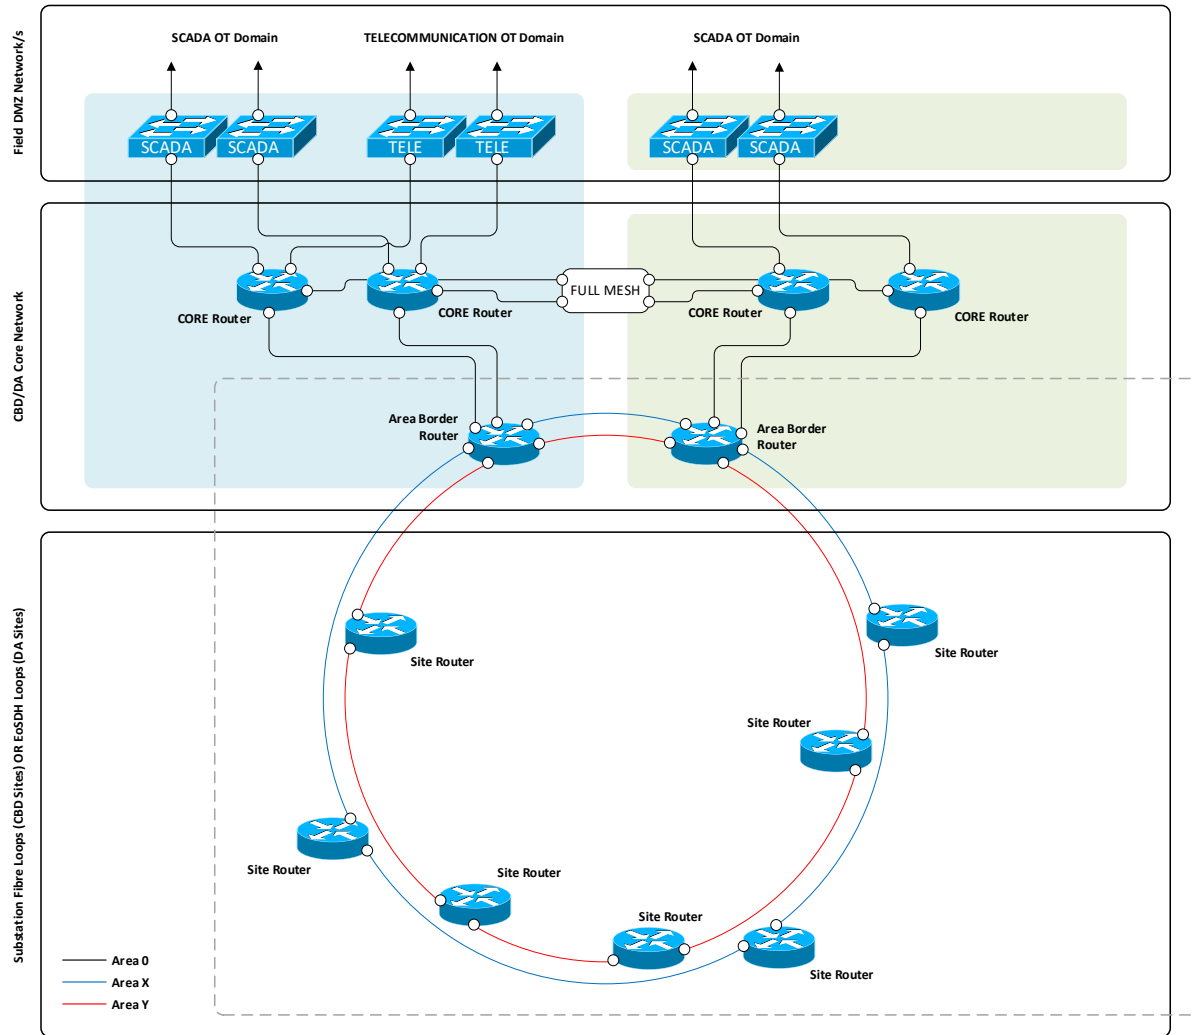 Field DMZ Network/s
SCADA OT Domain
TELECOMMUNICATION OT Domain
SCADA OT Domain
SCADA
SCADA
TELE
TELE
SCADA
SCADA
CBD/DA Core Network
FULL MESH
CORE Router
CORE Router
CORE Router
CORE Router
Area Border
Router
Area Border
Router
Substation Fibre Loops (CBD Sites) OR EoSDH Loops (DA Sites)
Site Router
Site Router
Site Router
Site Router
Site Router
Site Router
Site Router
Area 0
Area X
Area Y